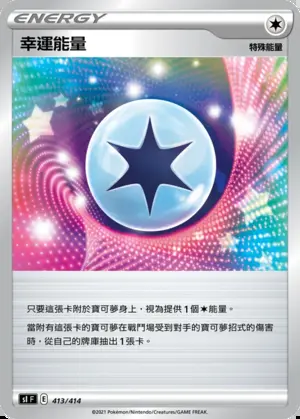 ENERGY
幸運能量
特殊能量
只要這張卡附於寶可夢身上,視為提供1個能量。
當附有這張卡的寶可夢在戰鬥場受到對手的寶可夢招式的傷害
時,從自己的牌庫抽出1張卡。
sI F E 413/414
©2021 Pokémon/Nintendo/Creatures/GAME FREAK.